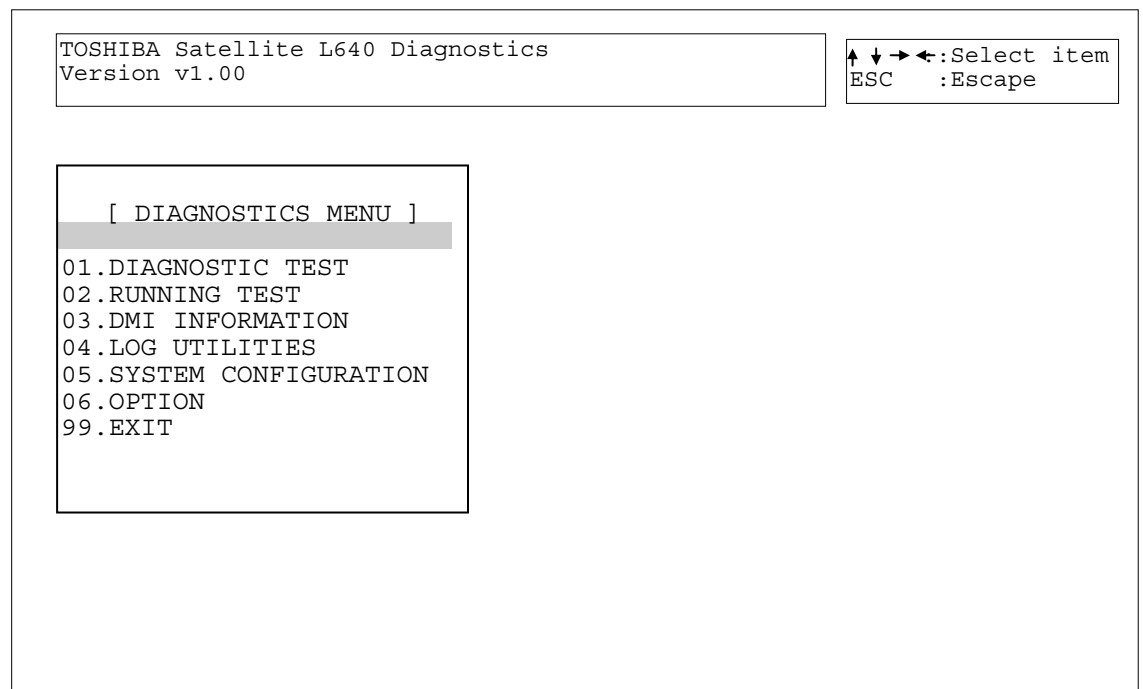 TOSHIBA Satellite L640 Diagnostics
Version v1.00
↑ ↓ → ←:Select item
ESC :Escape
[ DIAGNOSTICS MENU ]
01.DIAGNOSTIC TEST
02.RUNNING TEST
03.DMI INFORMATION
04.LOG UTILITIES
05.SYSTEM CONFIGURATION
06.OPTION
99.EXIT